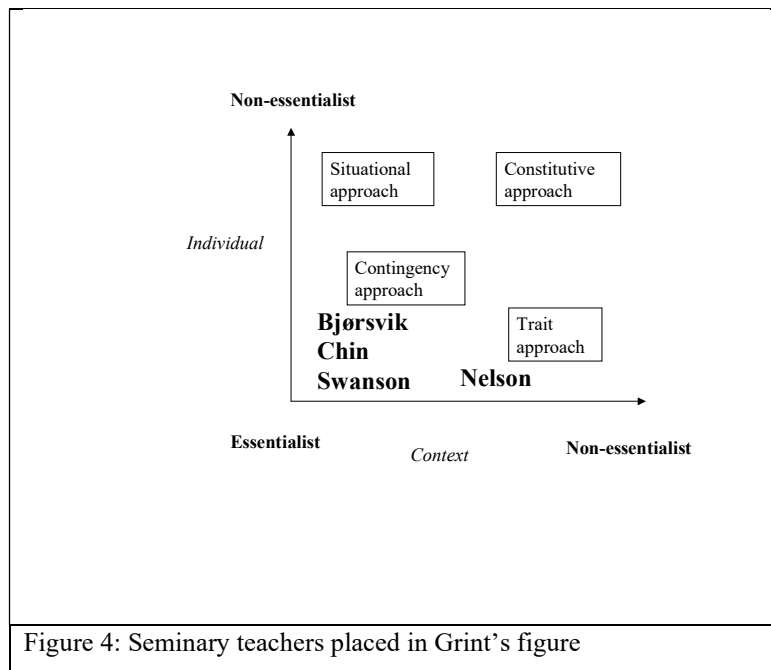 Non-essentialist
Situational
approach
Constitutive
approach
Individual
Contingency
approach
Bjørsvik
Chin
Swanson
Nelson
Trait
approach
Essentialist
Context
Non-essentialist
Figure 4: Seminary teachers placed in Grint’s figure